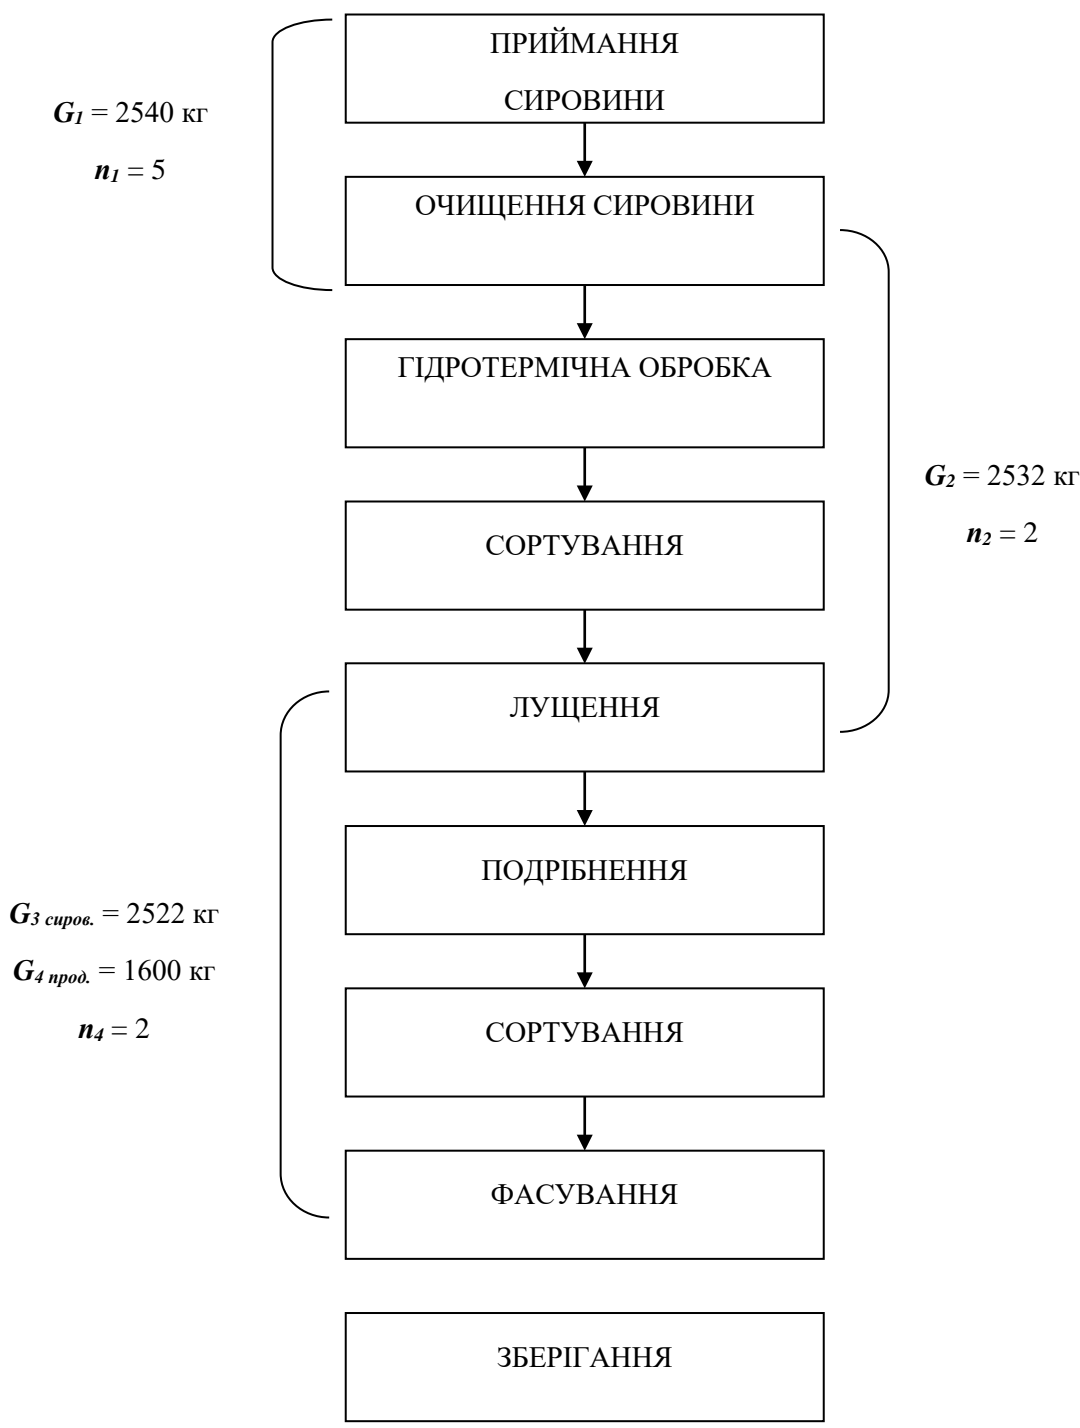 ПРИЙМАННЯ
СИРОВИНИ
G1 = 2540 кг
n1 = 5
ОЧИЩЕННЯ СИРОВИНИ
ГІДРОТЕРМІЧНА ОБРОБКА
G2 = 2532 кг
n2 = 2
СОРТУВАННЯ
ЛУЩЕННЯ
ПОДРІБНЕННЯ
G3 сиров. = 2522 кг
G4 прод. = 1600 кг
n4 = 2
СОРТУВАННЯ
ФАСУВАННЯ
ЗБЕРІГАННЯ